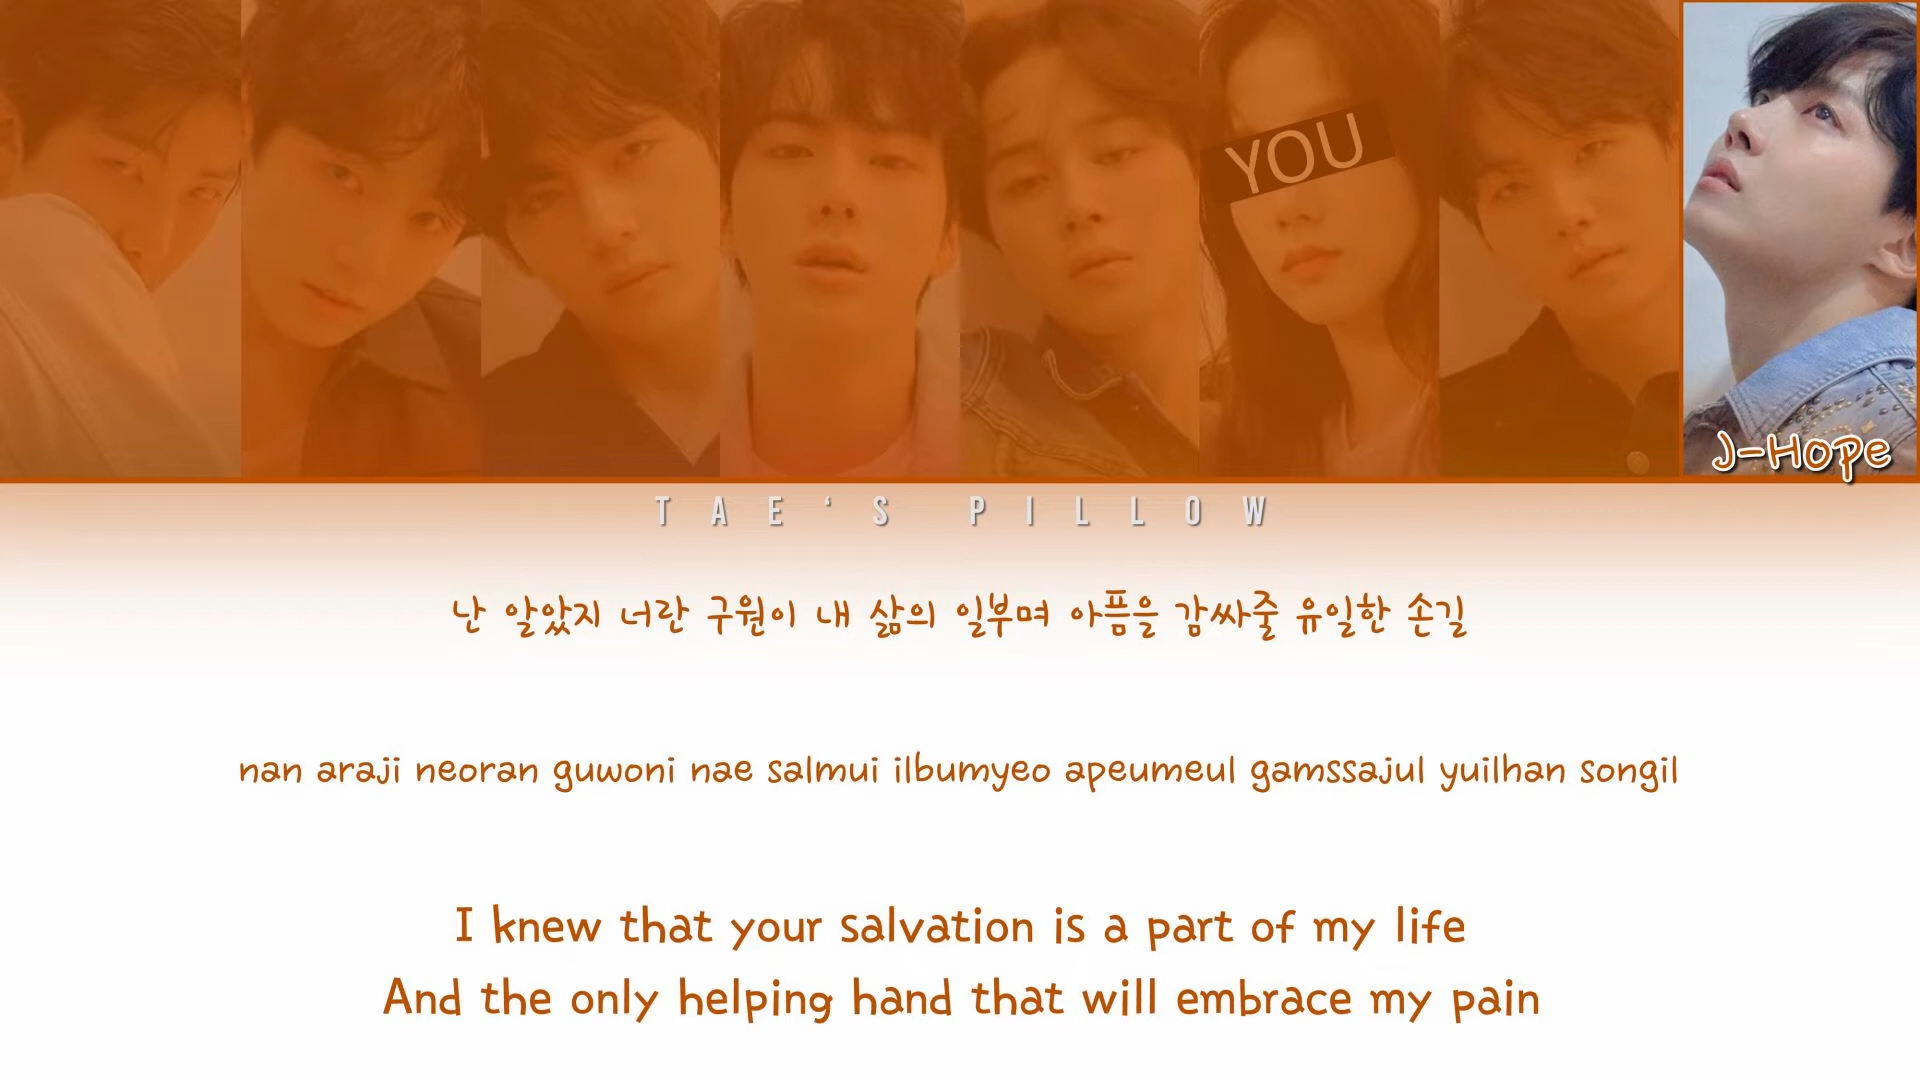 YOU
J-Hope
TAE'S PILLOW
난 알았지 너란 구원이 내 삶의 일부며 아픔을 감싸줄 유일한 손길
nan araji neoran guwoni nae salmui ilbumyeo apeumeul gamssajul yuilhan songil
I knew that your salvation is a part of my life
And the only helping hand that will embrace my pain